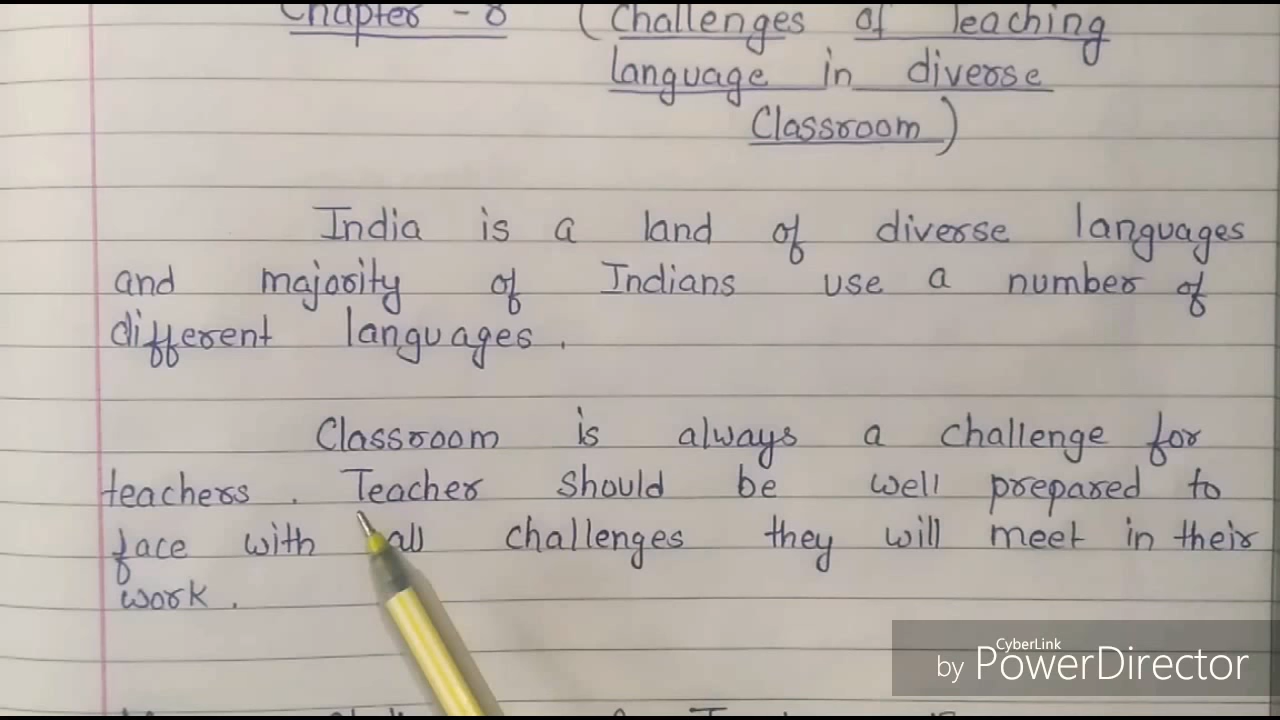 Chapter - 8 (Challenges of Teaching
language in diverse
Classroom)
India is a land of diverse languages
and majority of Indians use a number of
different languages.
Classroom is always a challenge for
teachers. Teacher should be well prepared to
face with all challenges they will meet in their
work.
CyberLink
by PowerDirector